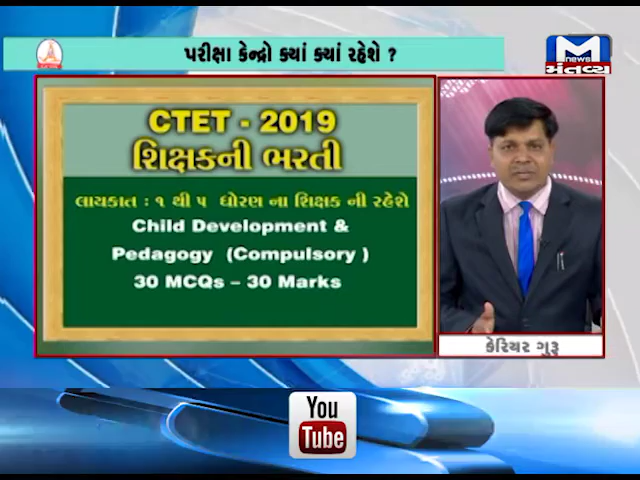 પરીક્ષા કેન્દ્રો ક્યાં ક્યાં રહેશે ?
M
news
મંતવ્ય
CTET - 2019
શિક્ષકની ભરતી
લાયકાત : ૧ થી ૫ ધોરણ ના શિક્ષક ની રહેશે
Child Development &
Pedagogy (Compulsory )
30 MCQs – 30 Marks
કેરિયર ગુરૂ
You
Tube